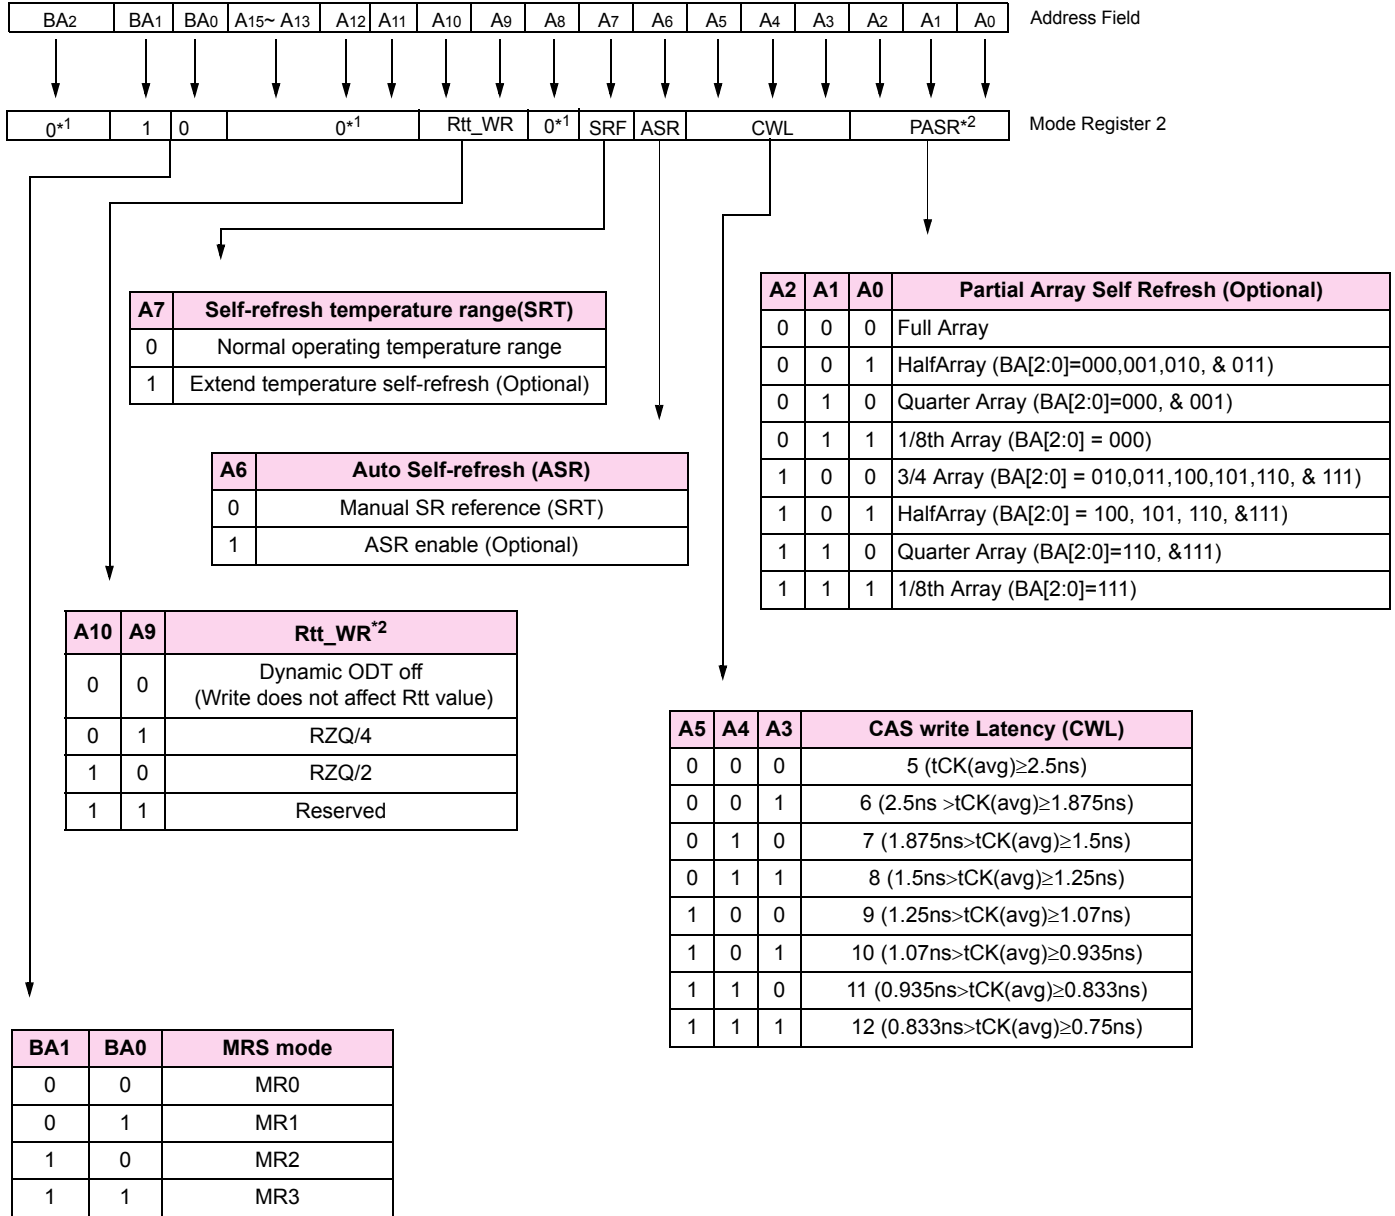 BA2 BA1 BA0 A15~ A13 A12 A11 A10 A9 A8 A7 A6 A5 A4 A3 A2 A1 A0 Address Field
0*1 1 0 0*1 Rtt_WR 0*1 SRF ASR CWL PASR*2 Mode Register 2
A7 Self-refresh temperature range(SRT)
0 Normal operating temperature range
1 Extend temperature self-refresh (Optional)
A2 A1 A0 Partial Array Self Refresh (Optional)
0 0 0 Full Array
0 0 1 HalfArray (BA[2:0]=000,001,010, & 011)
0 1 0 Quarter Array (BA[2:0]=000, & 001)
0 1 1 1/8th Array (BA[2:0] = 000)
1 0 0 3/4 Array (BA[2:0] = 010,011,100,101,110, & 111)
1 0 1 HalfArray (BA[2:0] = 100, 101, 110, &111)
1 1 0 Quarter Array (BA[2:0]=110, &111)
1 1 1 1/8th Array (BA[2:0]=111)
A6 Auto Self-refresh (ASR)
0 Manual SR reference (SRT)
1 ASR enable (Optional)
A10 A9 Rtt_WR*2
0 0 Dynamic ODT off
(Write does not affect Rtt value)
0 1 RZQ/4
1 0 RZQ/2
1 1 Reserved
A5 A4 A3 CAS write Latency (CWL)
0 0 0 5 (tCK(avg)≥2.5ns)
0 0 1 6 (2.5ns >tCK(avg)≥1.875ns)
0 1 0 7 (1.875ns>tCK(avg)≥1.5ns)
0 1 1 8 (1.5ns>tCK(avg)≥1.25ns)
1 0 0 9 (1.25ns>tCK(avg)≥1.07ns)
1 0 1 10 (1.07ns>tCK(avg)≥0.935ns)
1 1 0 11 (0.935ns>tCK(avg)≥0.833ns)
1 1 1 12 (0.833ns>tCK(avg)≥0.75ns)
BA1 BA0 MRS mode
0 0 MR0
0 1 MR1
1 0 MR2
1 1 MR3